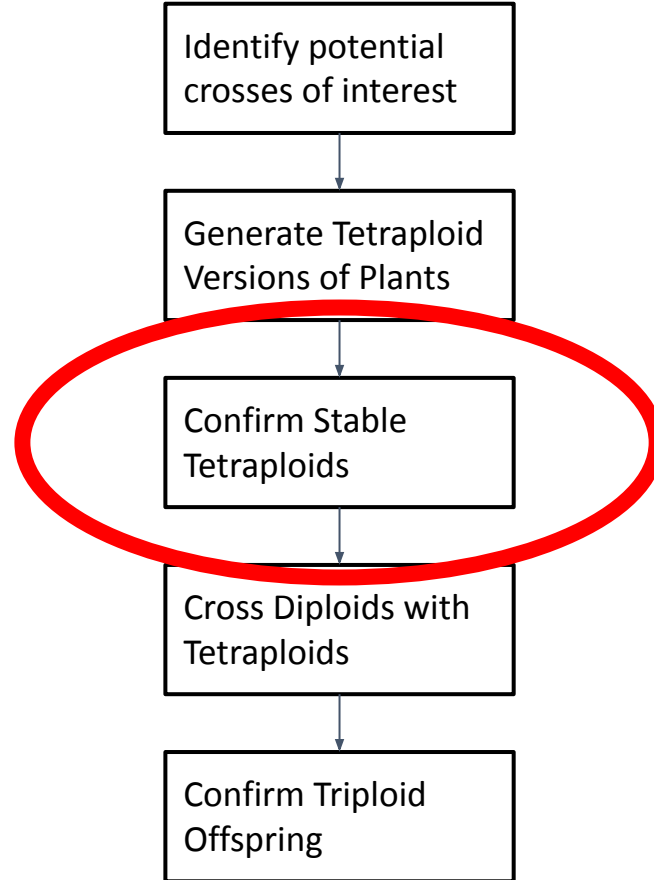 Identify potential
crosses of interest
Generate Tetraploid
Versions of Plants
Confirm Stable
Tetraploids
Cross Diploids with
Tetraploids
Confirm Triploid
Offspring